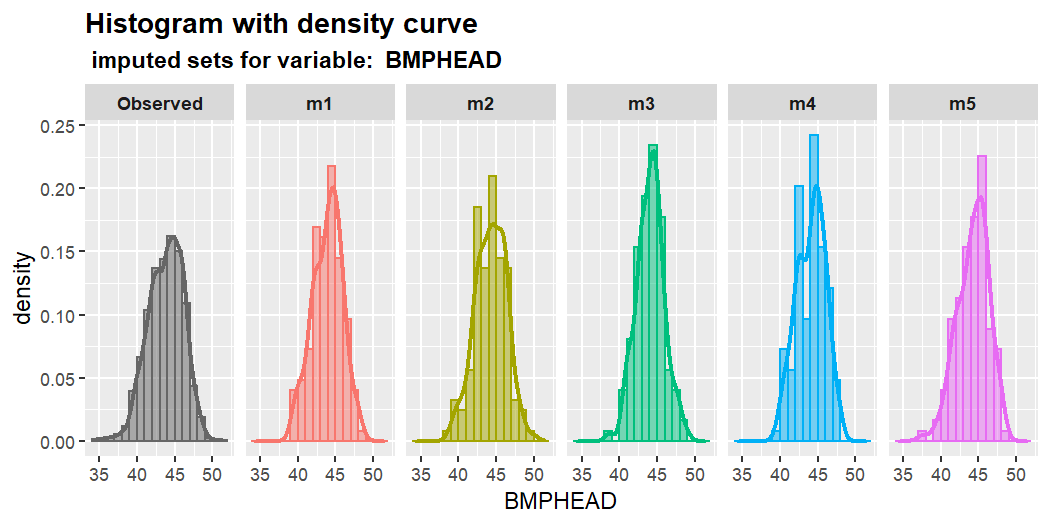 Histogram with density curve
imputed sets for variable:  BMPHEAD
Observed m1 m2 m3 m4 m5
0.25
0.20
0.15
0.10
0.05
0.00
density
35 40 45 50 35 40 45 50 35 40 45 50 35 40 45 50 35 40 45 50 35 40 45 50
BMPHEAD